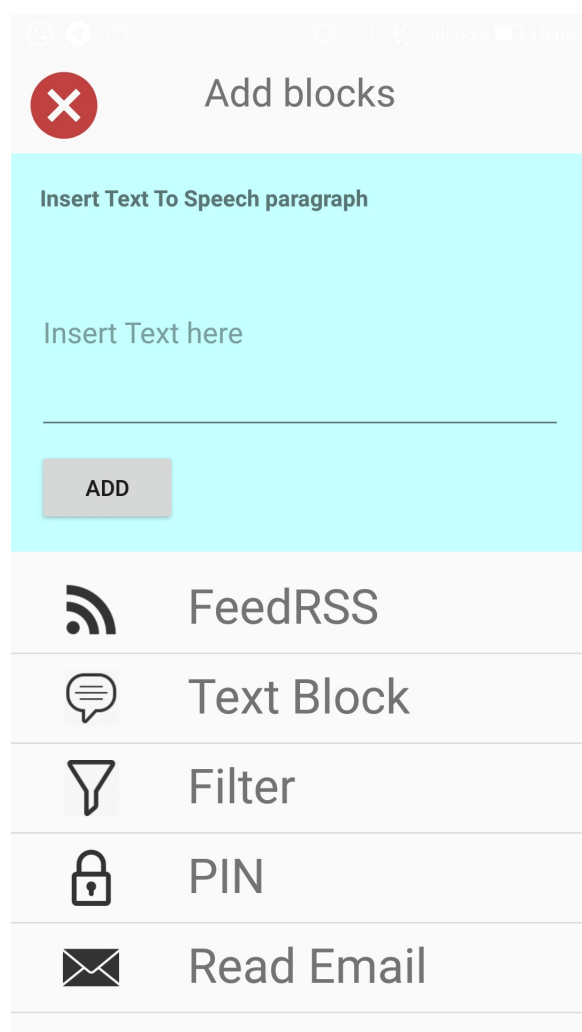 Add blocks
Insert Text To Speech paragraph
Insert Text here
ADD
FeedRSS
Text Block
Filter
PIN
Read Email